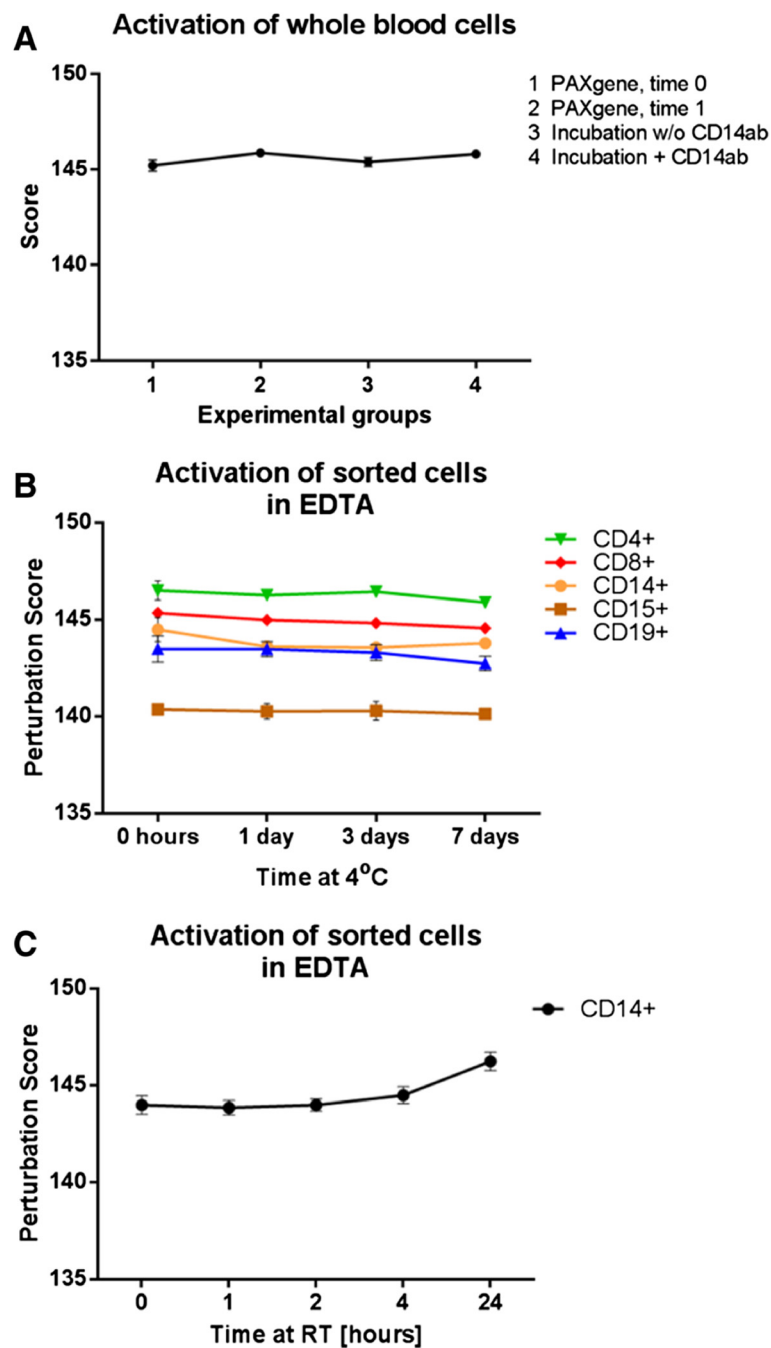 A
Activation of whole blood cells
150
145
140
135
Score
1 2 3 4
Experimental groups
1 PAXgene, time 0
2 PAXgene, time 1
3 Incubation w/o CD14ab
4 Incubation + CD14ab
B
Activation of sorted cells
in EDTA
150
145
140
135
Perturbation Score
0 hours 1 day 3 days 7 days
Time at 4°C
CD4+
CD8+
CD14+
CD15+
CD19+
C
Activation of sorted cells
in EDTA
150
145
140
135
Perturbation Score
0 1 2 4 24
Time at RT [hours]
CD14+